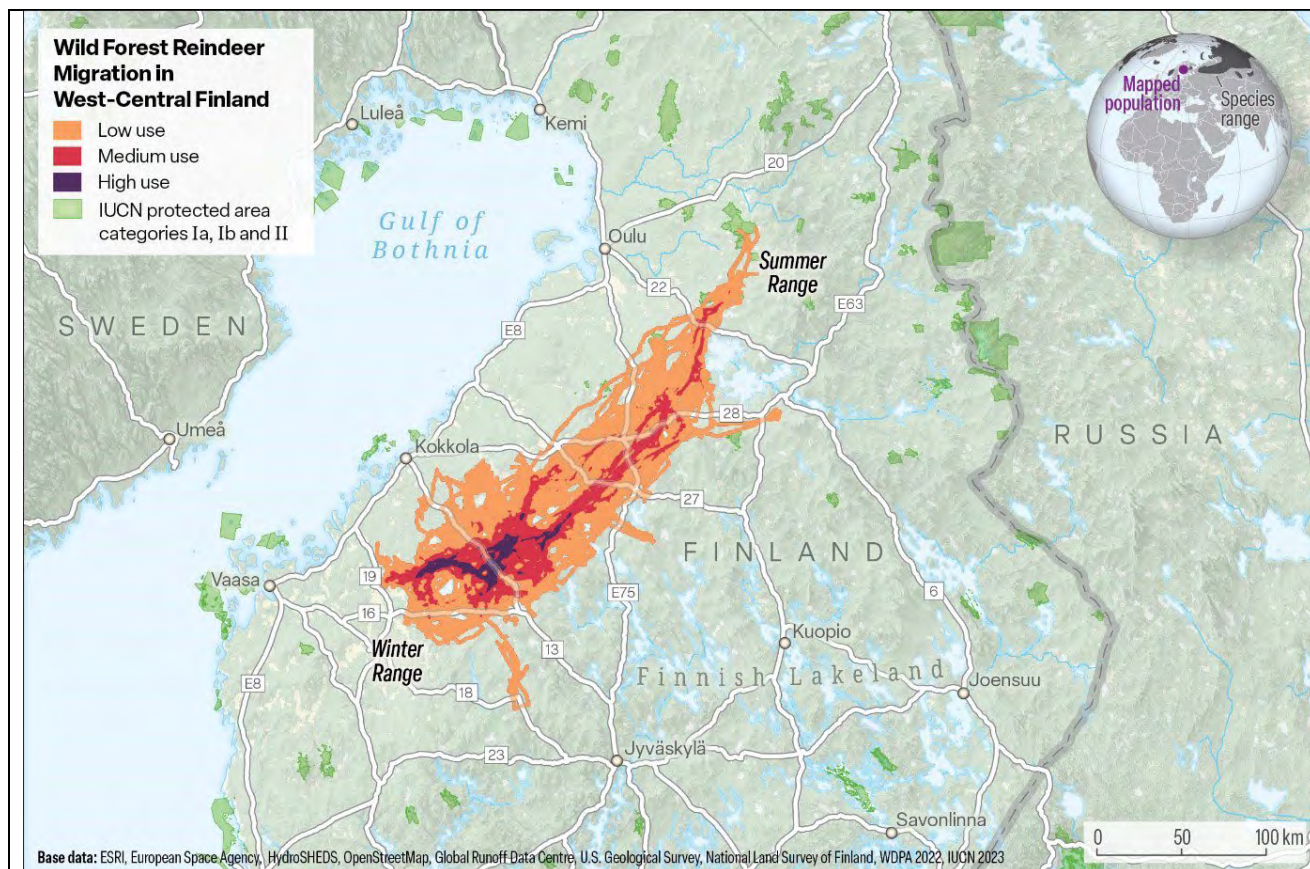 Wild Forest Reindeer
Migration in
West-Central Finland
Low use
Medium use
High use
IUCN protected area
categories Ia, Ib and II
Mapped
population
Species
range
Luleå
Kemi
20
Gulf of
Bothnia
Oulu
Summer
Range
22
E63
SWEDEN
E8
28
RUSSIA
Umeå
Kokkola
27
FINLAND
Vaasa
19
16
E75
6
Winter
Range
13
Kuopio
Finnish Lakeland
E8
18
Joensuu
23
Jyväskylä
Savonlinna
0 50 100 km
Base data: ESRI, European Space Agency, HydroSHEDS, OpenStreetMap, Global Runoff Data Centre, U.S. Geological Survey, National Land Survey of Finland, WDPA 2022, IUCN 2023